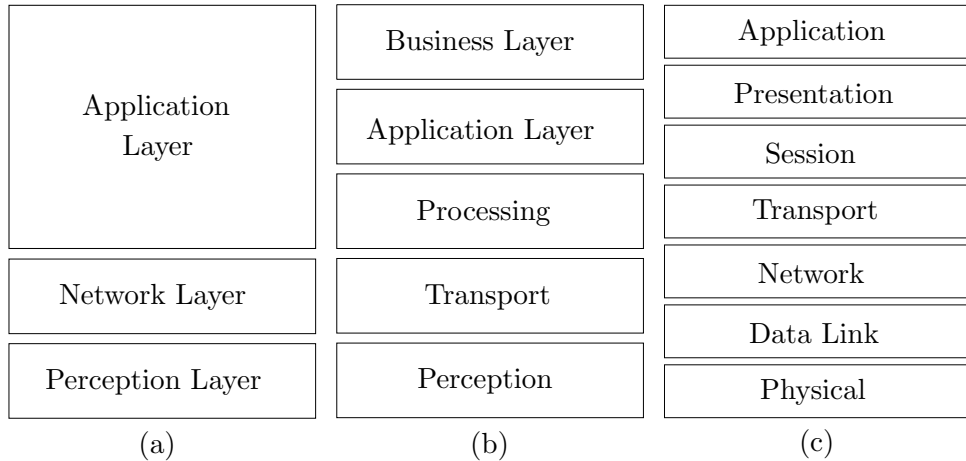 Application
Layer
Network Layer
Perception Layer
(a)
Business Layer
Application Layer
Processing
Transport
Perception
(b)
Application
Presentation
Session
Transport
Network
Data Link
Physical
(c)